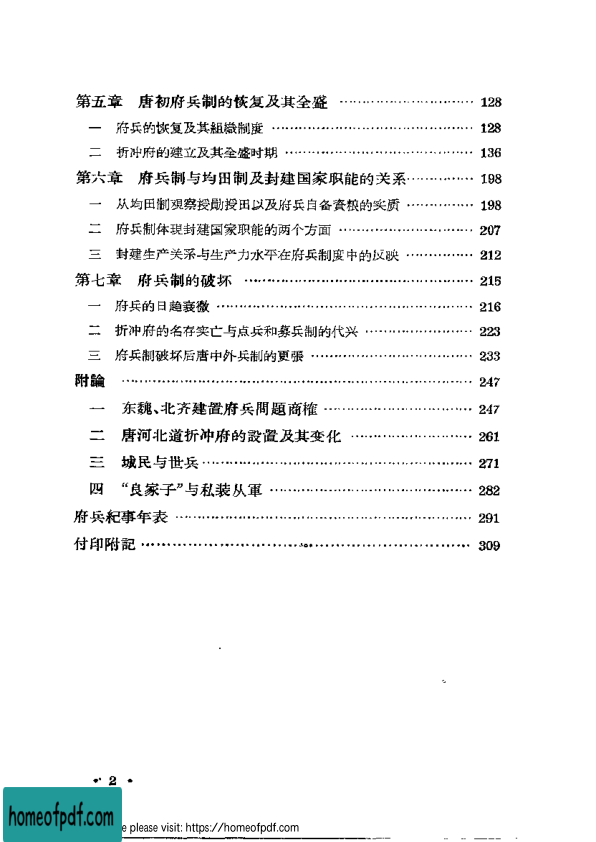 第五章 唐初府兵制的恢复及其全盛 ………………………… 128
一 府兵的恢复及其組織制度 ………………………… 128
二 折冲府的建立及其全盛时期 ………………………… 136
第六章 府兵制与均田制及封建国家职能的关系 ………… 198
一 从均田制观察授勛授田以及府兵自备資粮的实质 ………… 198
二 府兵制体现封建国家职能的两个方面 ………………… 207
三 封建生产关系与生产力水平在府兵制度中的反映 ………… 212
第七章 府兵制的破坏 ………………………… 215
一 府兵的日趋衰微 ………………………… 216
二 折冲府的名存实亡与点兵和募兵制的代兴 ………………… 223
三 府兵制破坏后唐中外兵制的更張 ………………………… 233
附論 ………………………… 247
一 东魏、北齐建置府兵問題商榷 ………………………… 247
二 唐河北道折冲府的設置及其变化 ………………………… 261
三 城民与世兵 ………………………… 271
四 “良家子”与私装从軍 ………………………… 282
府兵紀事年表 ………………………… 291
付印附記 ………………………… 309
• 2 •
homeofpdf.com
e please visit: https://homeofpdf.com